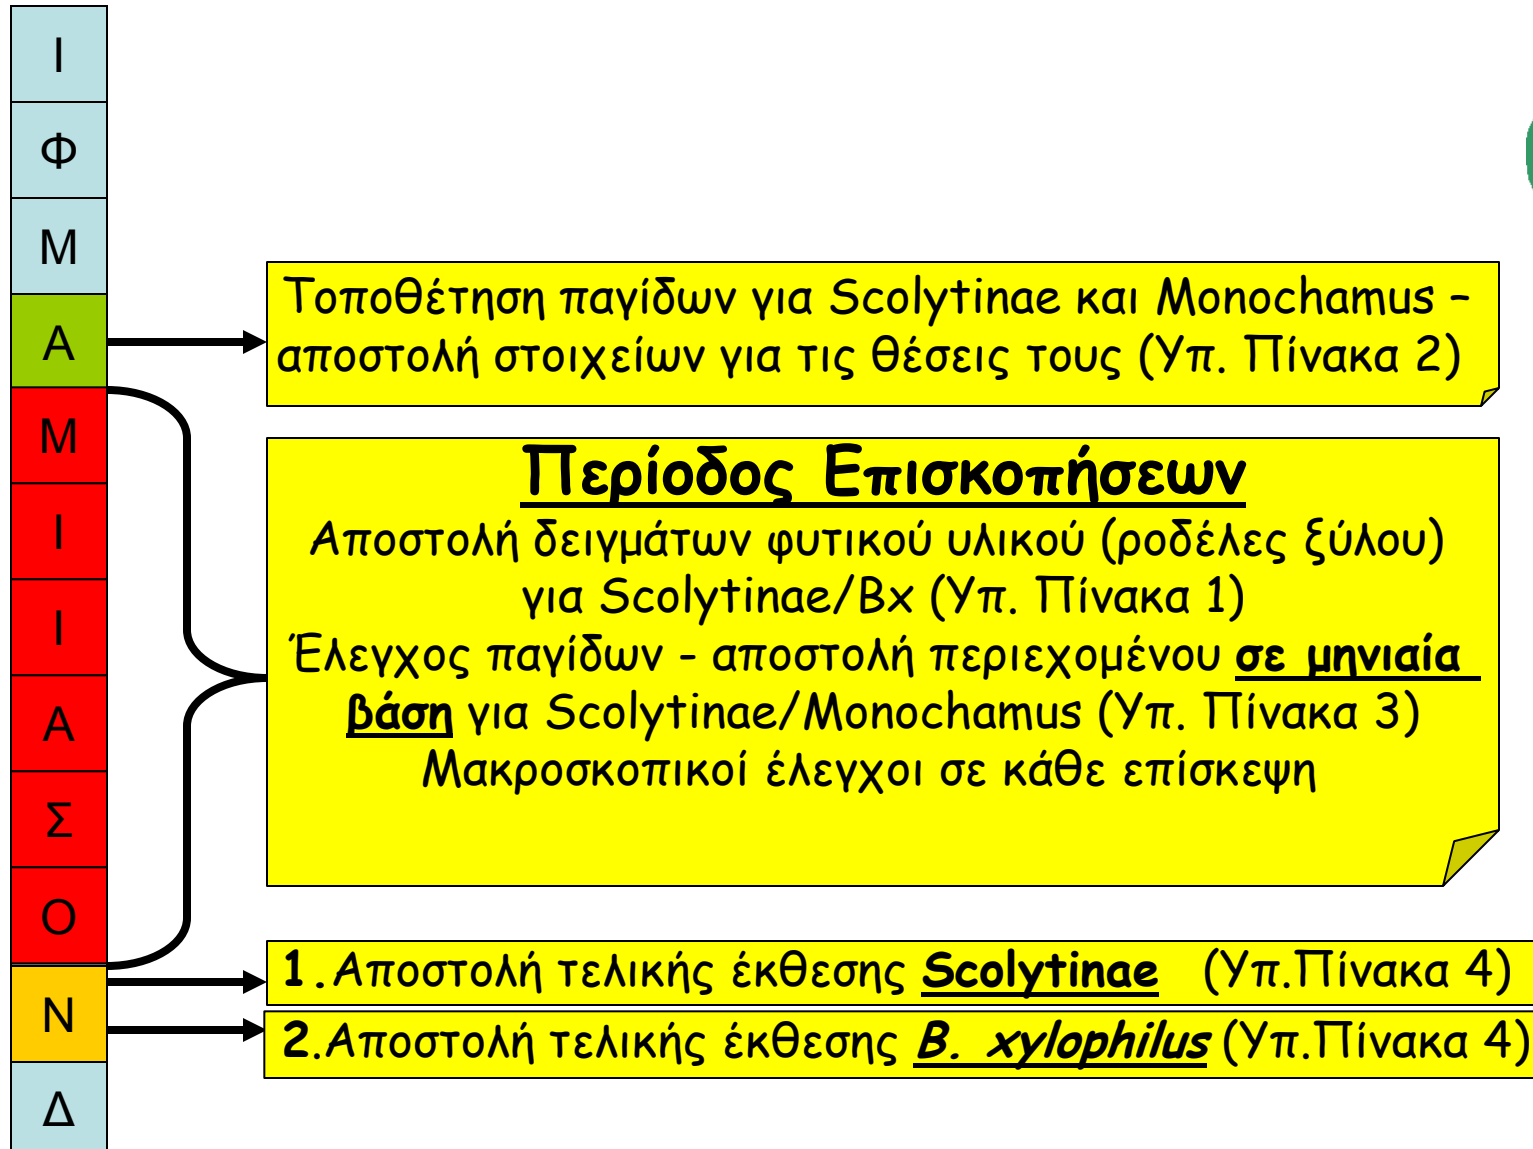 Ι
Φ
Μ
Α
Μ
Ι
Ι
Α
Σ
Ο
Ν
Δ
Τοποθέτηση παγίδων για Scolytinae και Monochamus –
αποστολή στοιχείων για τις θέσεις τους (Υπ. Πίνακα 2)
Περίοδος Επισκοπήσεων
Αποστολή δειγμάτων φυτικού υλικού (ροδέλες ξύλου)
για Scolytinae/Bx (Υπ. Πίνακα 1)
Έλεγχος παγίδων - αποστολή περιεχομένου σε μηνιαία
βάση για Scolytinae/Monochamus (Υπ. Πίνακα 3)
Μακροσκοπικοί έλεγχοι σε κάθε επίσκεψη
1.Αποστολή τελικής έκθεσης Scolytinae (Υπ.Πίνακα 4)
2.Αποστολή τελικής έκθεσης B. xylophilus (Υπ.Πίνακα 4)